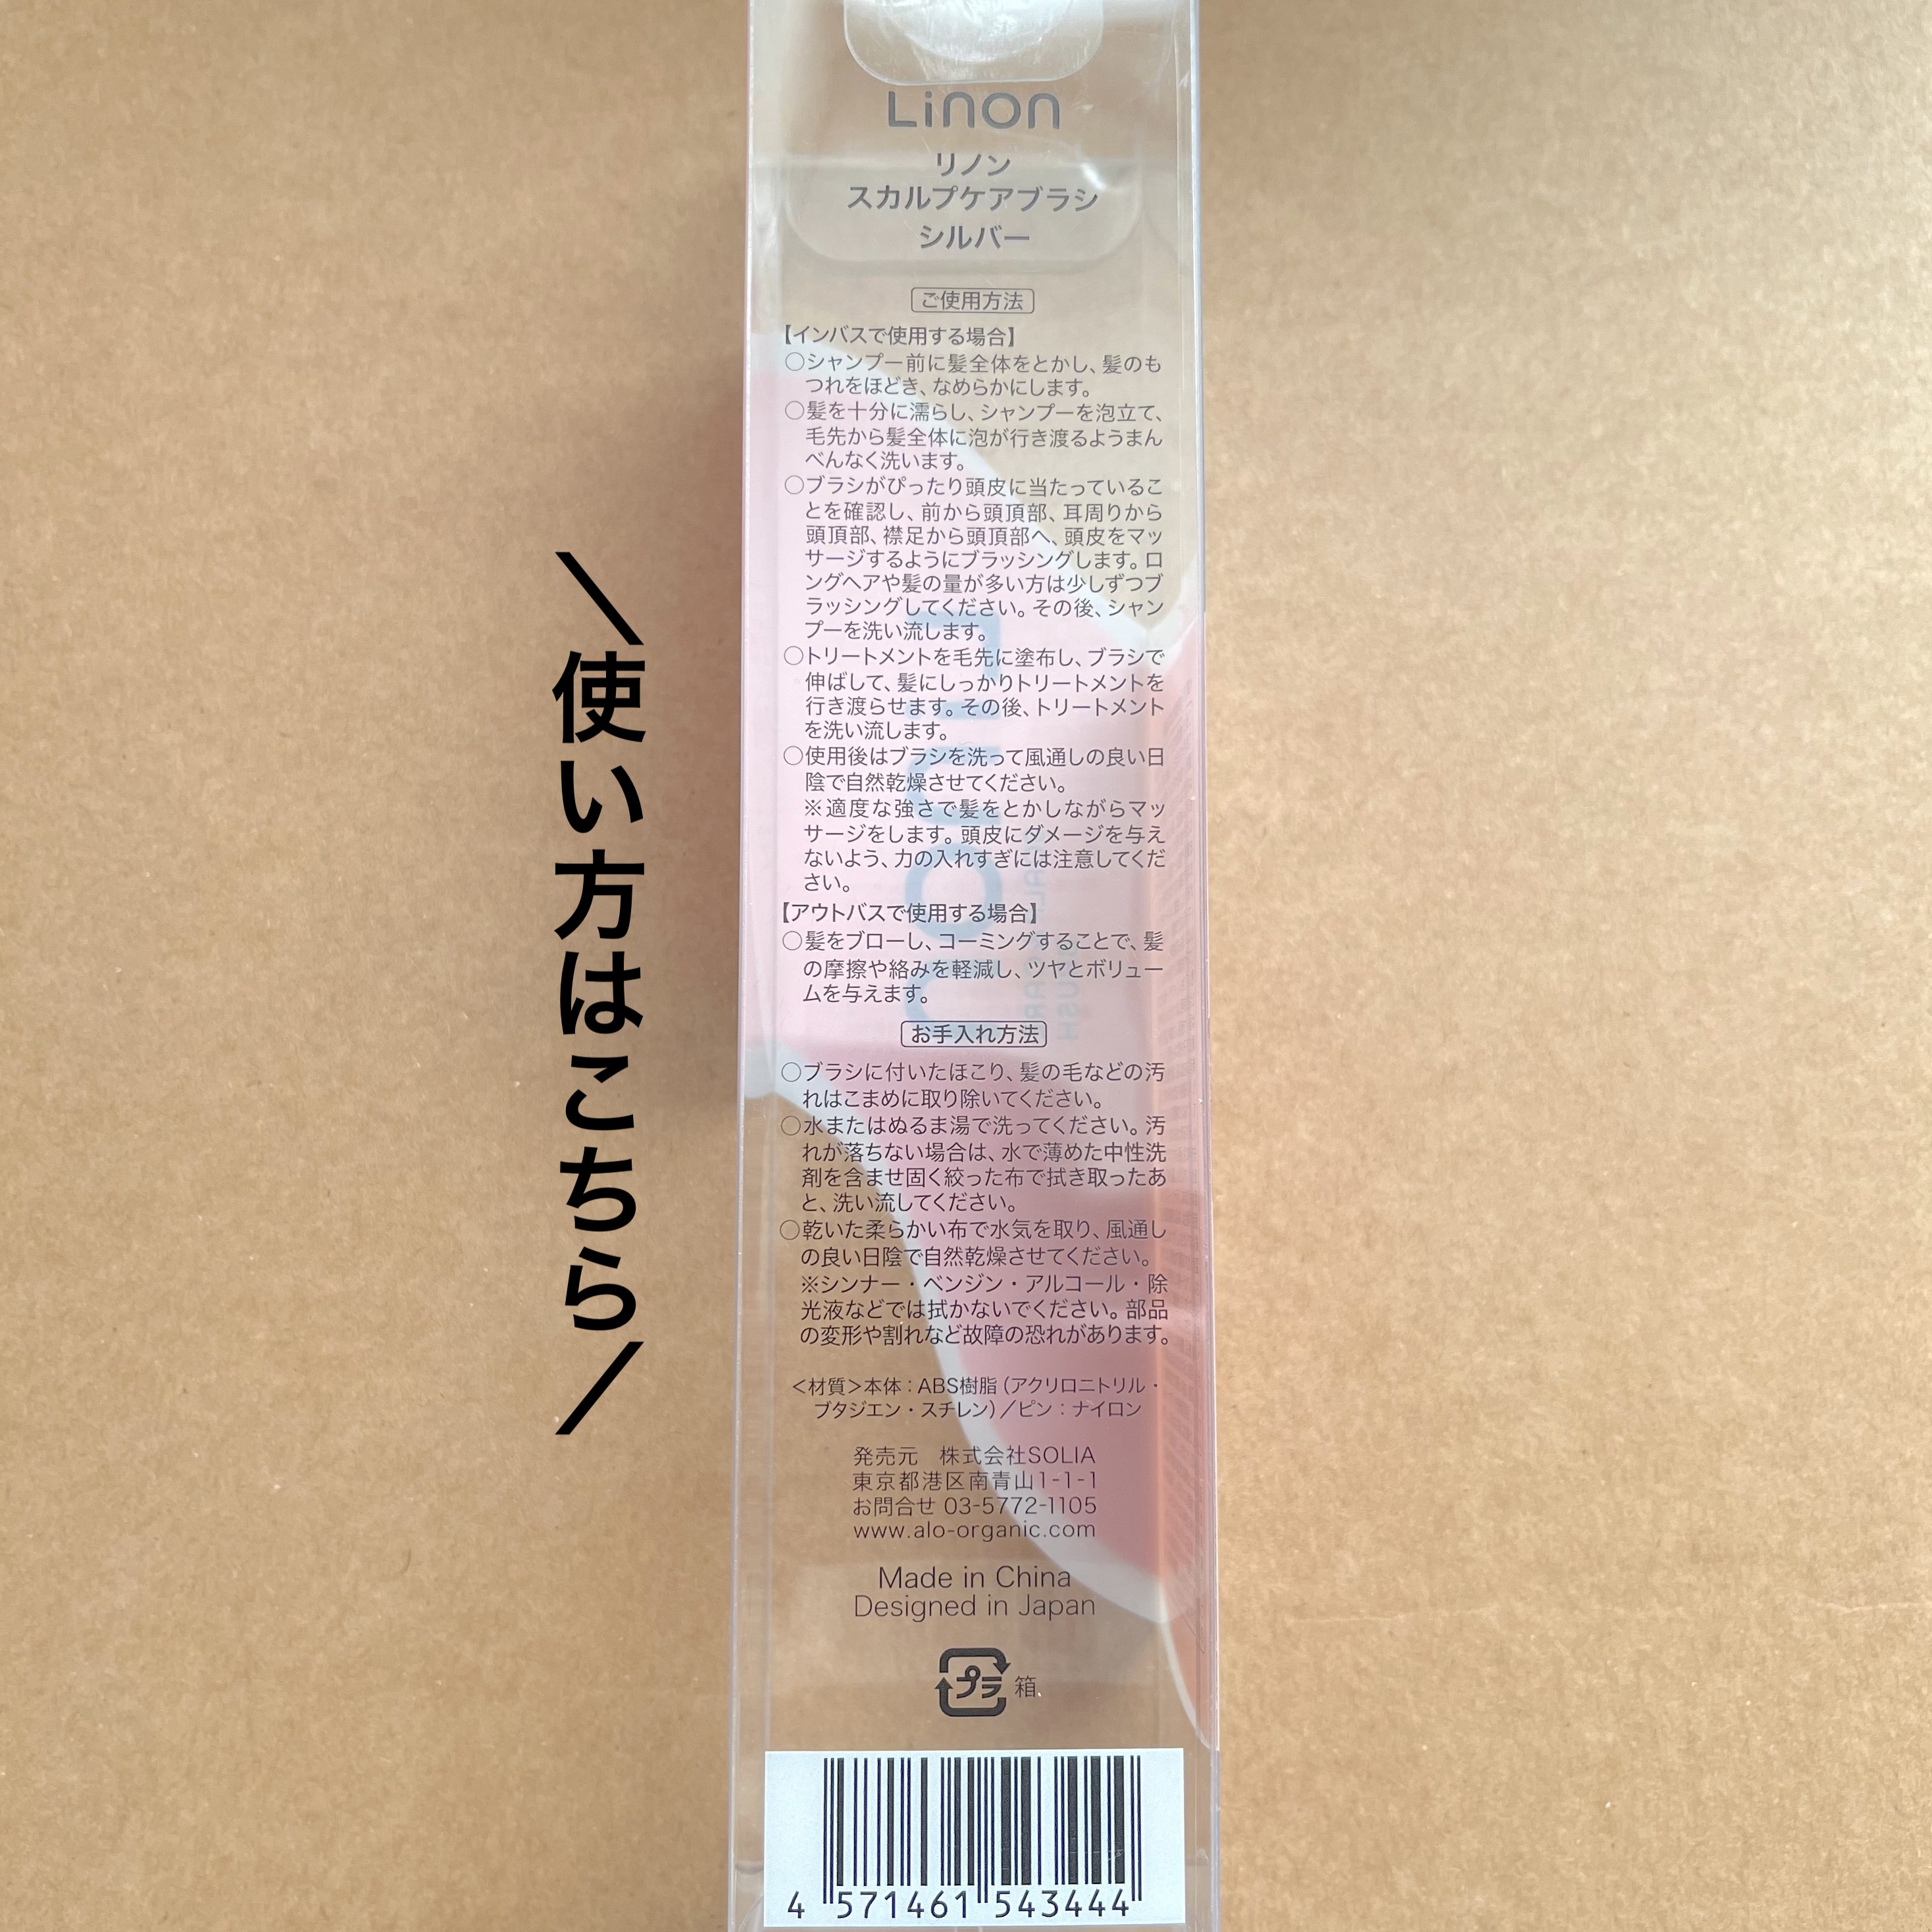 Linon
リノン
スカルプケアブラシ
シルバー
ご使用方法
【インバスで使用する場合】
○シャンプー前に髪全体をとかし、髪のも
つれをほどき、なめらかにします。
○髪を十分に濡らし、シャンプーを泡立て、
毛先から髪全体に泡が行き渡るようまん
べんなく洗います。
○ブラシがぴったり頭皮に当たっているこ
とを確認し、前から頭頂部、耳周りから
頭頂部、襟足から頭頂部へ、頭皮をマッ
サージするようにブラッシングします。ロ
ングヘアや髪の量が多い方は少しずつブ
ラッシングしてください。その後、シャン
プーを洗い流します。
○トリートメントを毛先に塗布し、ブラシで
伸ばして、髪にしっかりトリートメントを
行き渡らせます。その後、トリートメント
を洗い流します。
○使用後はブラシを洗って風通しの良い日
陰で自然乾燥させてください。
※適度な強さで髪をとかしながらマッ
サージをします。頭皮にダメージを与え
ないよう、力の入れすぎには注意してくだ
さい。
【アウトバスで使用する場合】
○髪をブローし、コーミングすることで、髪
の摩擦や絡みを軽減し、ツヤとボリュー
ムを与えます。
お手入れ方法
○ブラシに付いたほこり、髪の毛などの汚
れはこまめに取り除いてください。
○水またはぬるま湯で洗ってください。汚
れが落ちない場合は、水で薄めた中性洗
剤を含ませ固く絞った布で拭き取ったあ
と、洗い流してください。
○乾いた柔らかい布で水気を取り、風通し
の良い日陰で自然乾燥させてください。
※シンナー・ベンジン・アルコール・除
光液などでは拭かないでください。部品
の変形や割れなど故障の恐れがあります。
＜材質＞本体：ABS樹脂（アクリロニトリル・
ブタジエン・スチレン）／ピン：ナイロン
発売元 株式会社SOLIA
東京都港区南青山1-1-1
お問合せ 03-5772-1105
www.alo-organic.com
Made in China
Designed in Japan
プラ 箱
4 571461 543444
＼使い方はこちら／